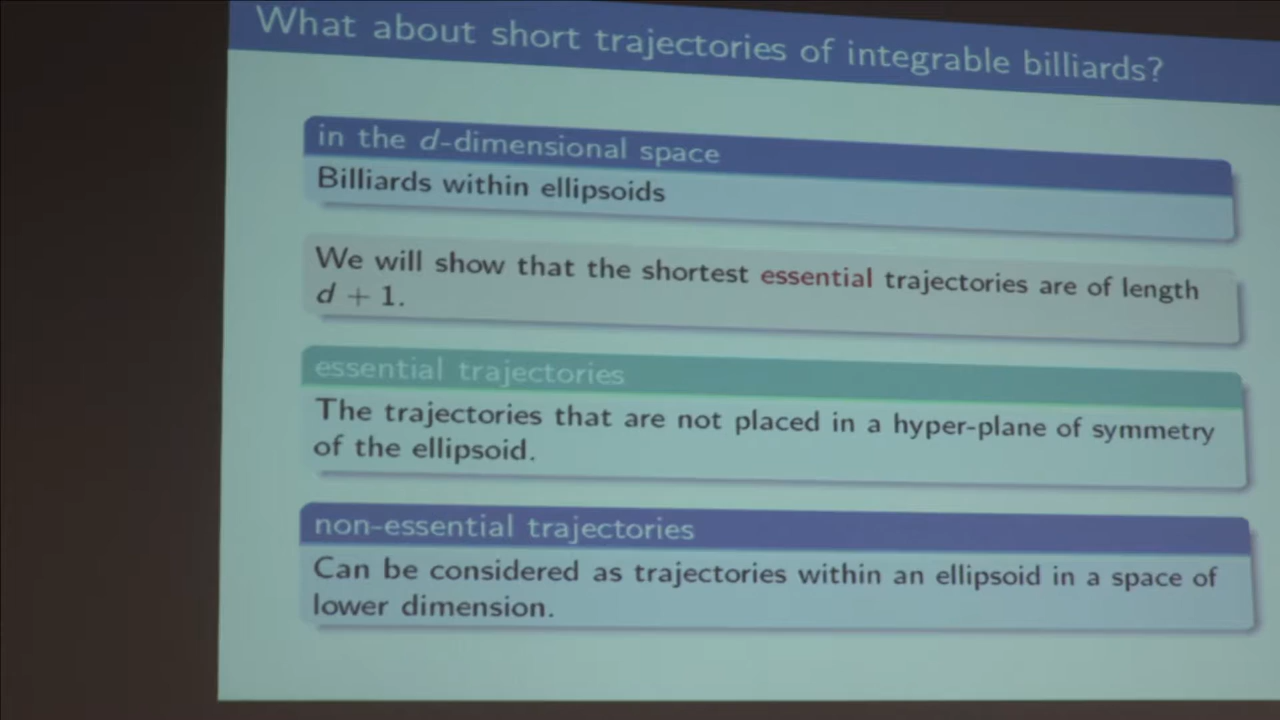 What about short trajectories of integrable billiards?
in the d-dimensional space
Billiards within ellipsoids
We will show that the shortest essential trajectories are of length
d + 1.
essential trajectories
The trajectories that are not placed in a hyper-plane of symmetry
of the ellipsoid.
non-essential trajectories
Can be considered as trajectories within an ellipsoid in a space of
lower dimension.